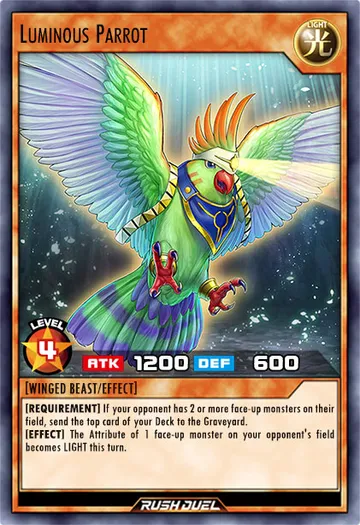 LUMINOUS PARROT
LIGHT
光
LEVEL
4
ATK 1200 DEF 600
[WINGED BEAST/EFFECT]
[REQUIREMENT] If your opponent has 2 or more face-up monsters on their
field, send the top card of your Deck to the Graveyard.
[EFFECT] The Attribute of 1 face-up monster on your opponent's field
becomes LIGHT this turn.
RUSH DUEL